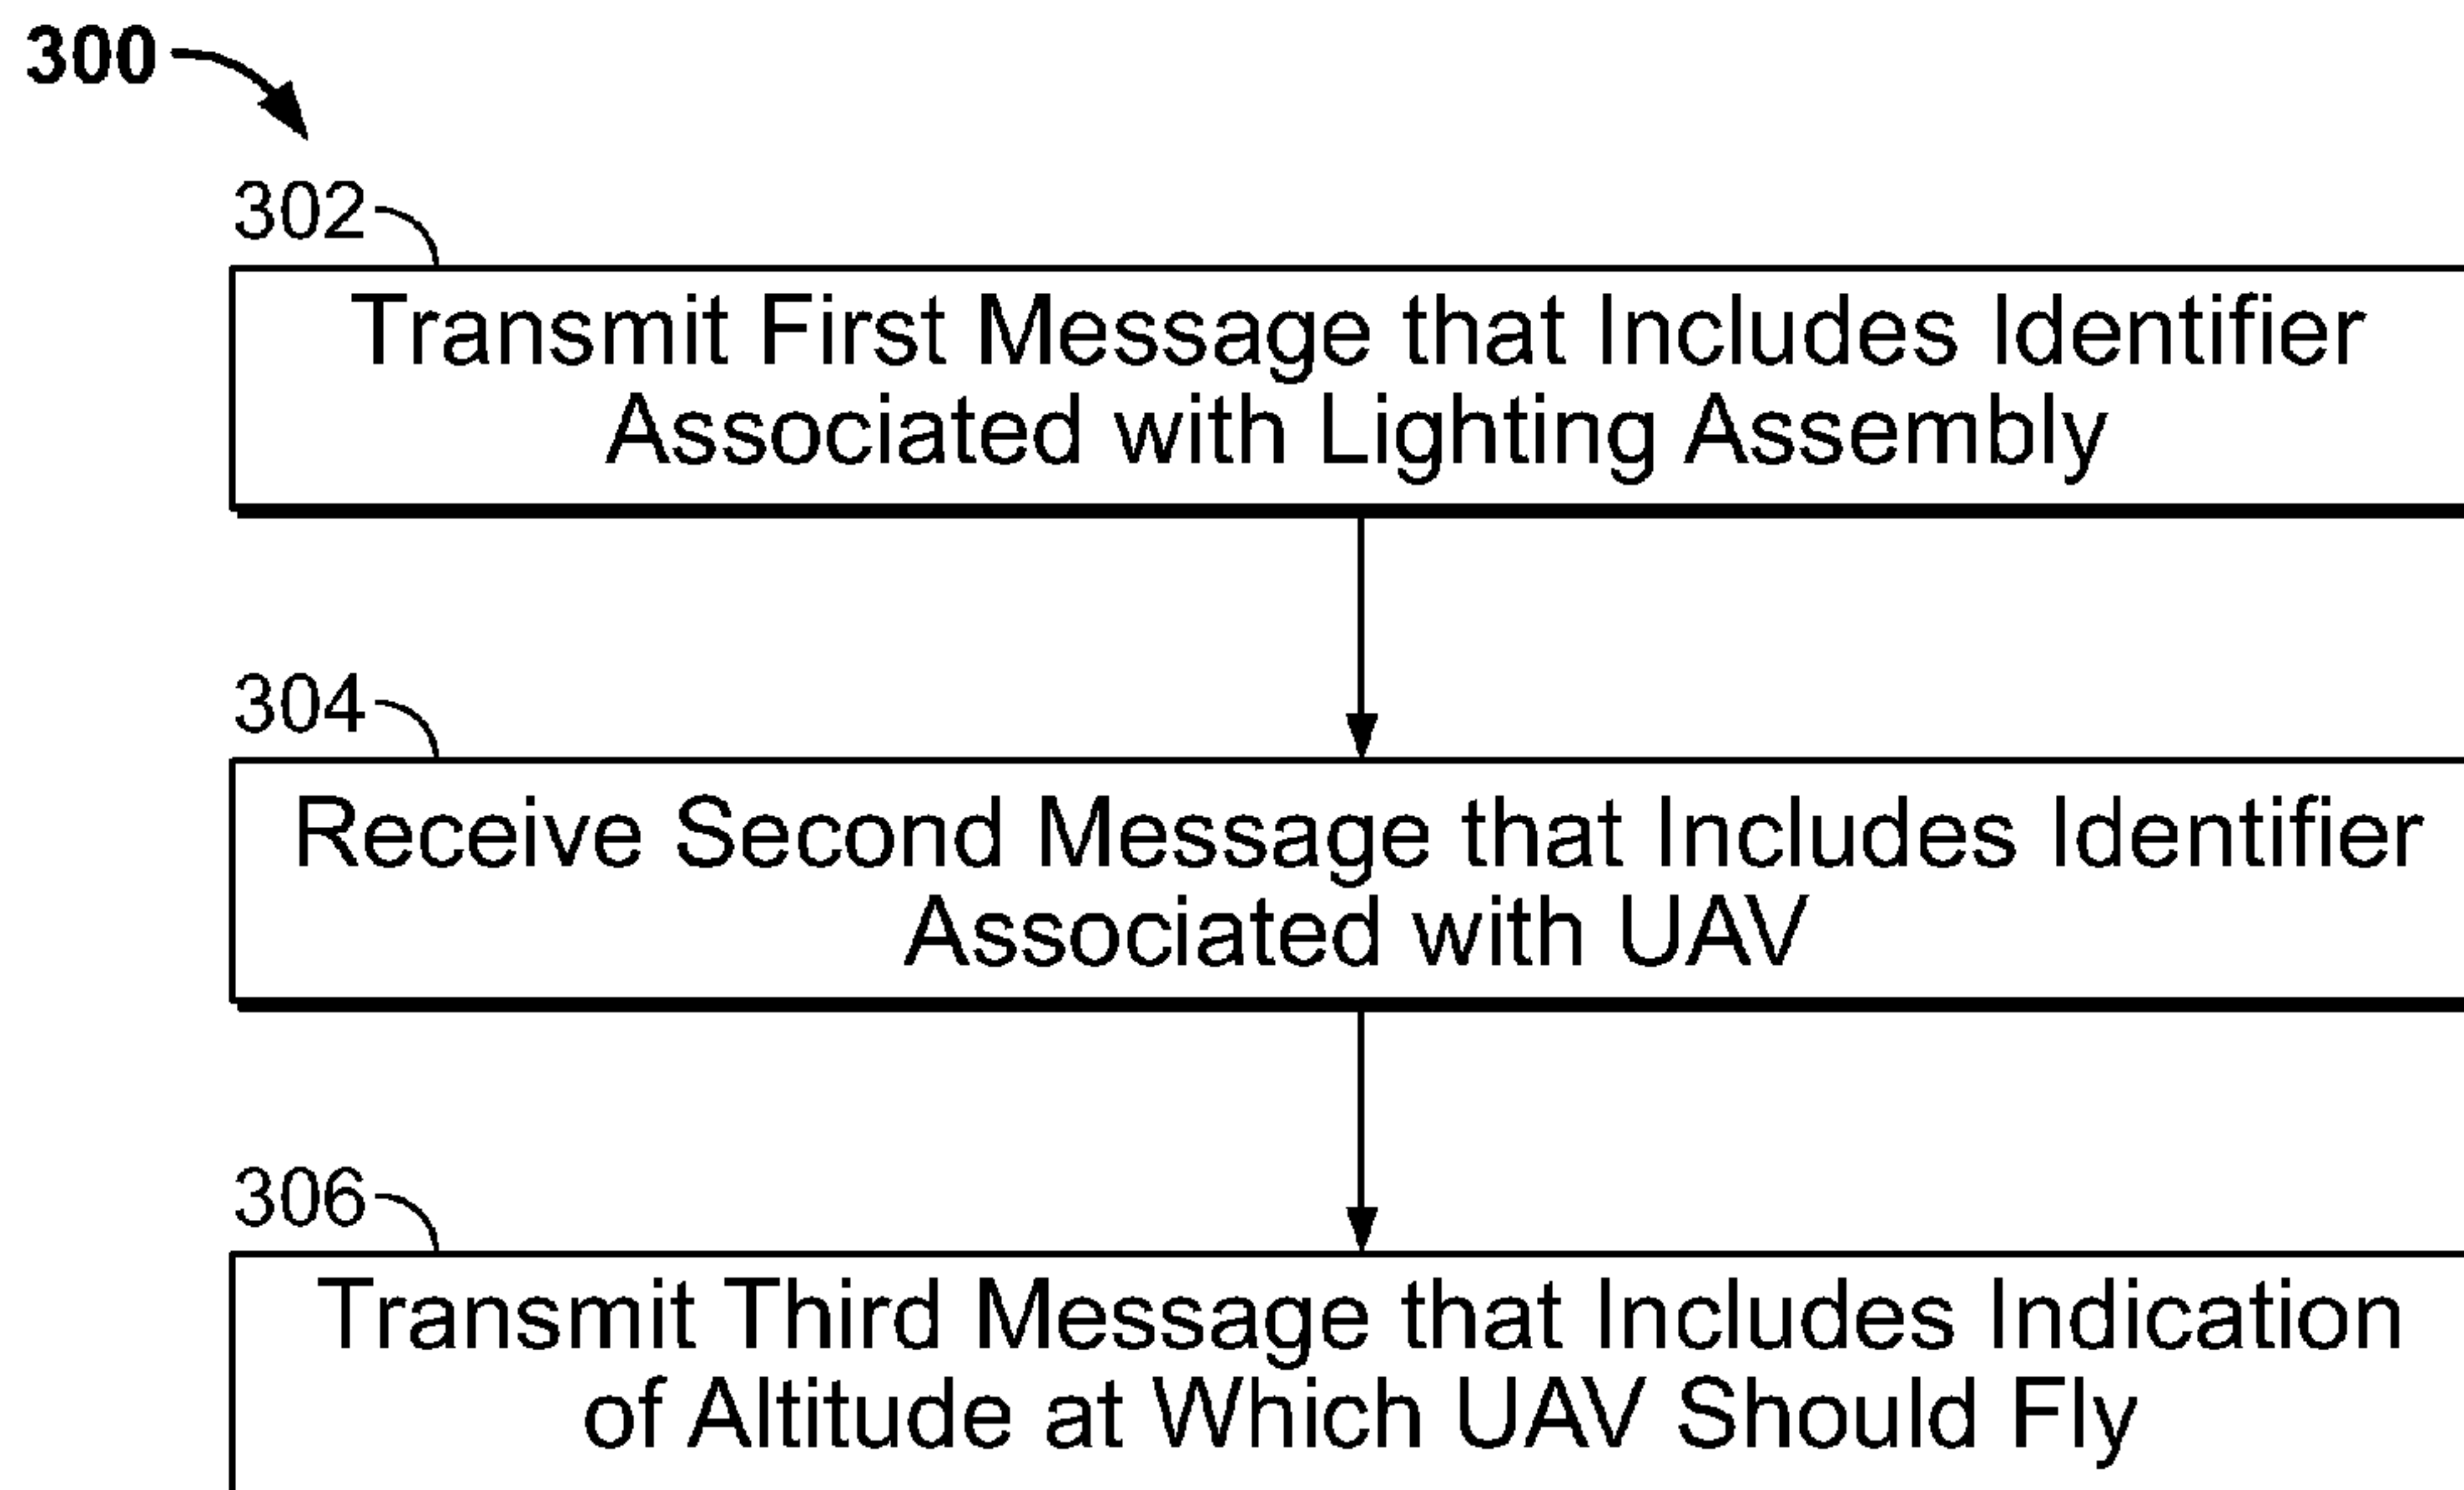 300
302
Transmit First Message that Includes Identifier
Associated with Lighting Assembly
304
Receive Second Message that Includes Identifier
Associated with UAV
306
Transmit Third Message that Includes Indication
of Altitude at Which UAV Should Fly